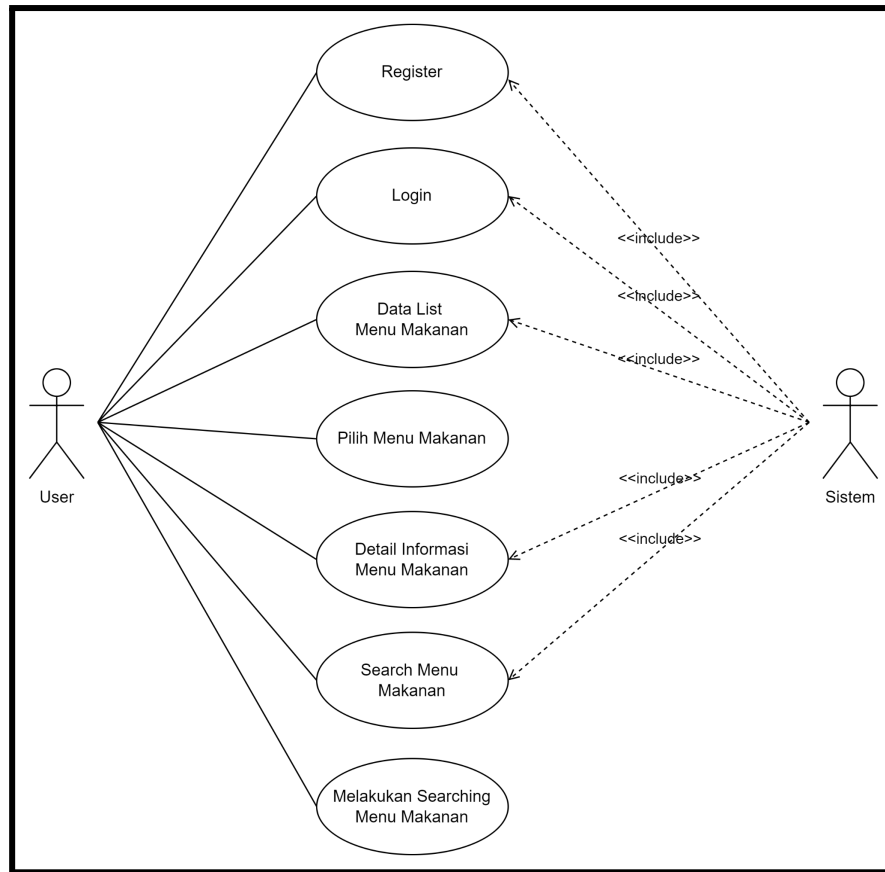 Register
Login
<<include>>
<<include>>
Data List
Menu Makanan
<<include>>
Pilih Menu Makanan
User
Sistem
<<include>>
Detail Informasi
Menu Makanan
<<include>>
Search Menu
Makanan
Melakukan Searching
Menu Makanan